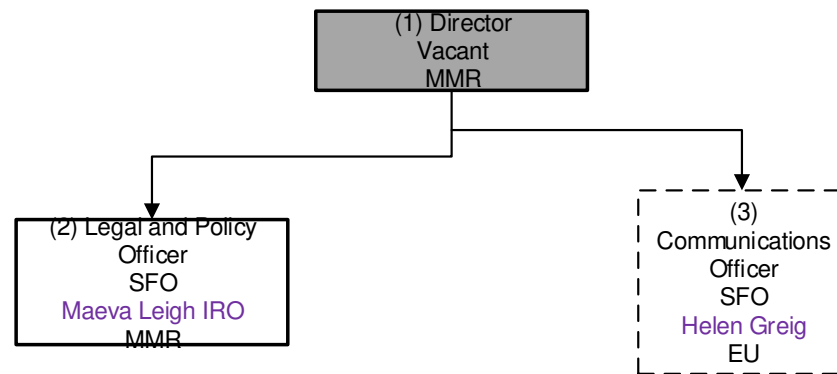 (1) Director
Vacant
MMR
(2) Legal and Policy
Officer
SFO
Maeva Leigh IRO
MMR
(3)
Communications
Officer
SFO
Helen Greig
EU